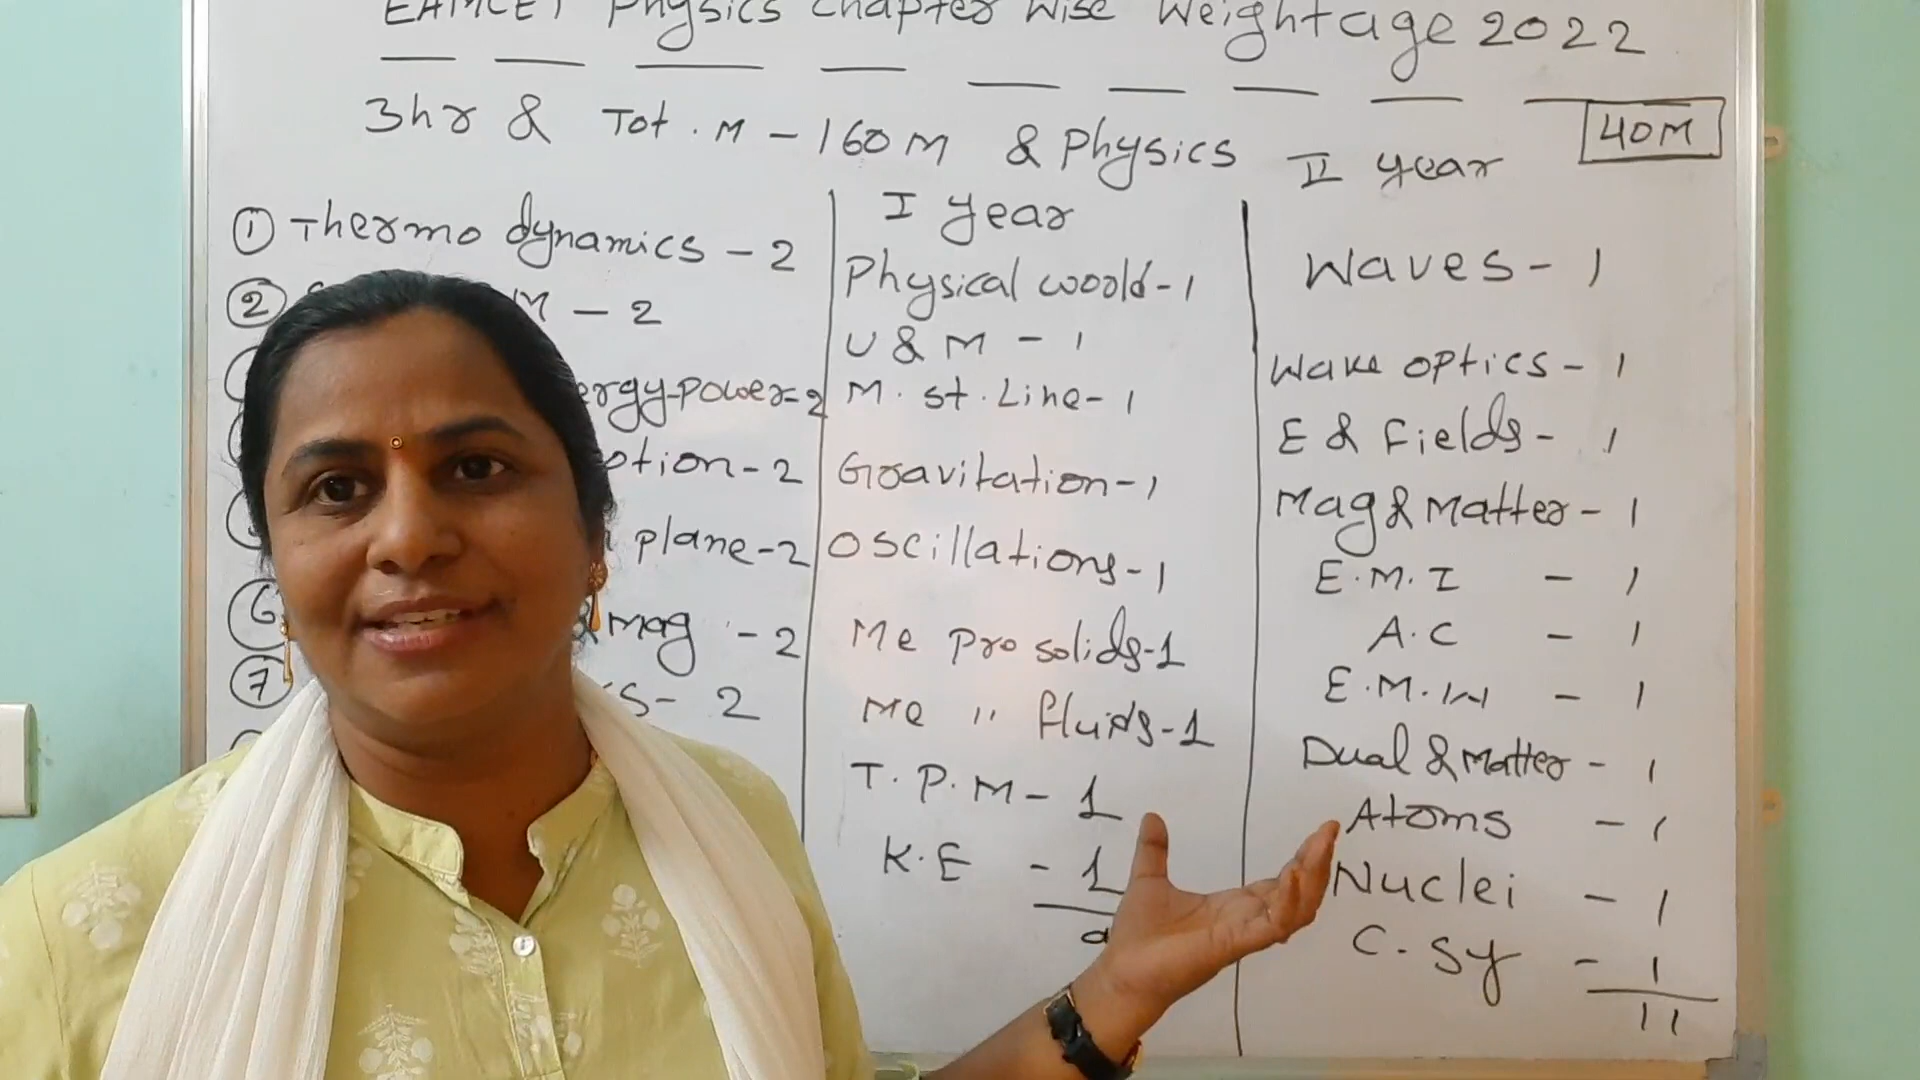 EAMCET Physics Chapter Wise Weightage 2022
3hr & Tot. M - 160M & Physics 40M
① Thermo dynamics - 2
② M - 2
ergy-power=2
otion-2
plane-2
6 &mag - 2
⑦ s- 2
I year
Physical woold-1
U & M - 1
M. st. Line- 1
Gravitation-1
Oscillations-1
Me pro solids-1
Me " fluids-1
T.P.M- 1
K.E - 1
II year
Waves- 1
Wave optics- 1
E & Fields- 1
Mag & Matter- 1
E.M.I - 1
A.C - 1
E.M.W - 1
Dual & Matter- 1
Atoms - 1
Nuclei - 1
C. Sy - 1
11